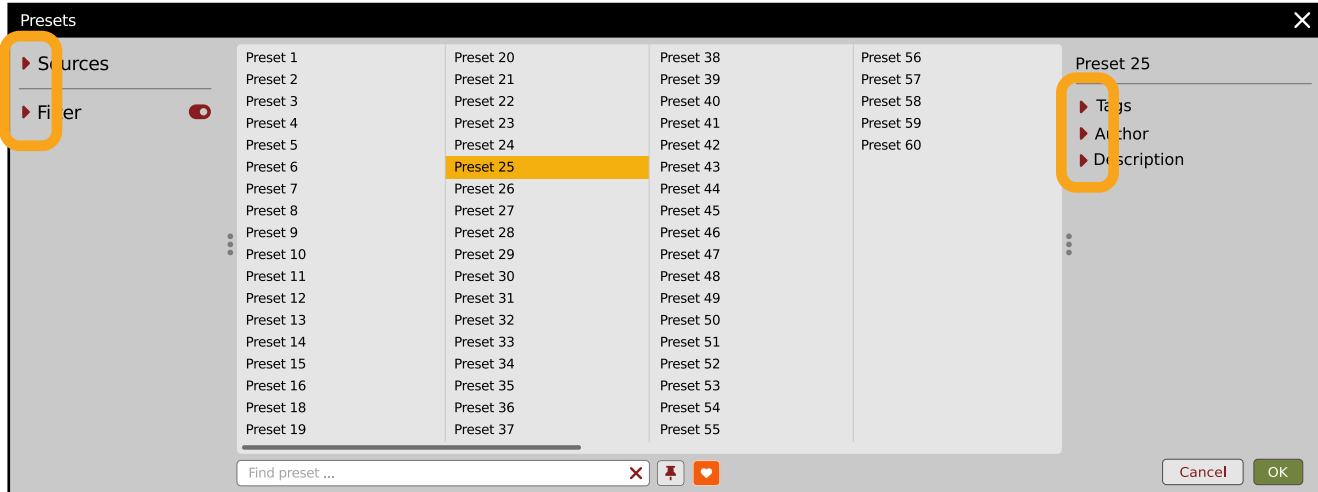 Presets
Sources
Filter
Preset 1
Preset 2
Preset 3
Preset 4
Preset 5
Preset 6
Preset 7
Preset 8
Preset 9
Preset 10
Preset 11
Preset 12
Preset 13
Preset 14
Preset 15
Preset 16
Preset 18
Preset 19
Preset 20
Preset 21
Preset 22
Preset 23
Preset 24
Preset 25
Preset 26
Preset 27
Preset 28
Preset 29
Preset 30
Preset 31
Preset 32
Preset 33
Preset 34
Preset 35
Preset 36
Preset 37
Preset 38
Preset 39
Preset 40
Preset 41
Preset 42
Preset 43
Preset 44
Preset 45
Preset 46
Preset 47
Preset 48
Preset 49
Preset 50
Preset 51
Preset 52
Preset 53
Preset 54
Preset 55
Preset 56
Preset 57
Preset 58
Preset 59
Preset 60
Preset 25
Tags
Author
Description
Find preset ...
Cancel
OK